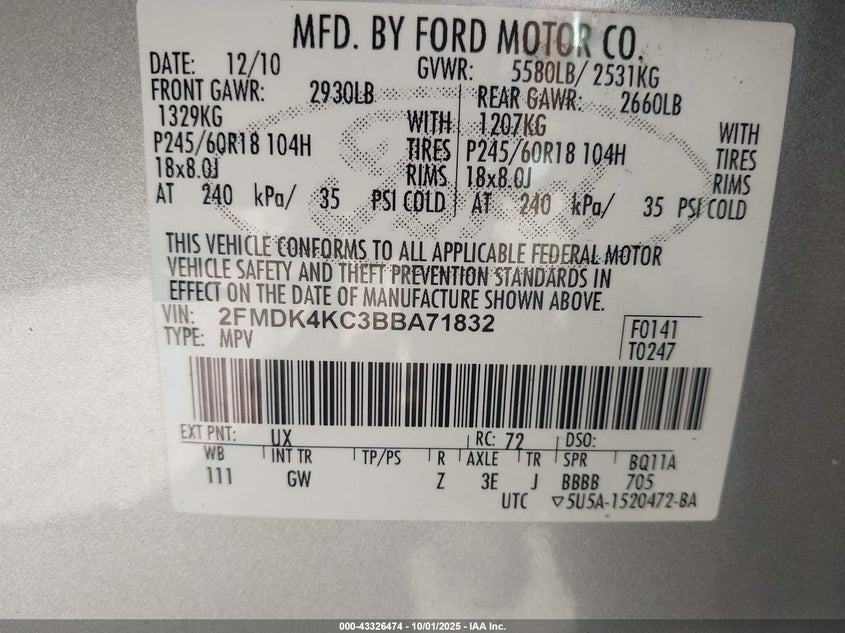 MFD. BY FORD MOTOR CO.
DATE: 12/10 GVWR: 5580LB/ 2531KG
FRONT GAWR: 2930LB REAR GAWR: 2660LB
1329KG WITH 1207KG WITH
P245/60R18 104H TIRES P245/60R18 104H TIRES
18x8.0J RIMS 18x8.0J RIMS
AT 240 kPa/ 35 PSI COLD AT 240 kPa/ 35 PSI COLD
THIS VEHICLE CONFORMS TO ALL APPLICABLE FEDERAL MOTOR
VEHICLE SAFETY AND THEFT PREVENTION STANDARDS IN
EFFECT ON THE DATE OF MANUFACTURE SHOWN ABOVE.
VIN: 2FMDK4KC3BBA71832
TYPE: MPV
F0141
T0247
EXT PNT: UX RC: 72 DSO:
WB INT TR TP/PS R AXLE TR SPR BQ11A
111 GW Z 3E J BBBB 705
UTC ▽5U5A-1520472-BA
000-43326474 | 10/01/2025 - IAA Inc.